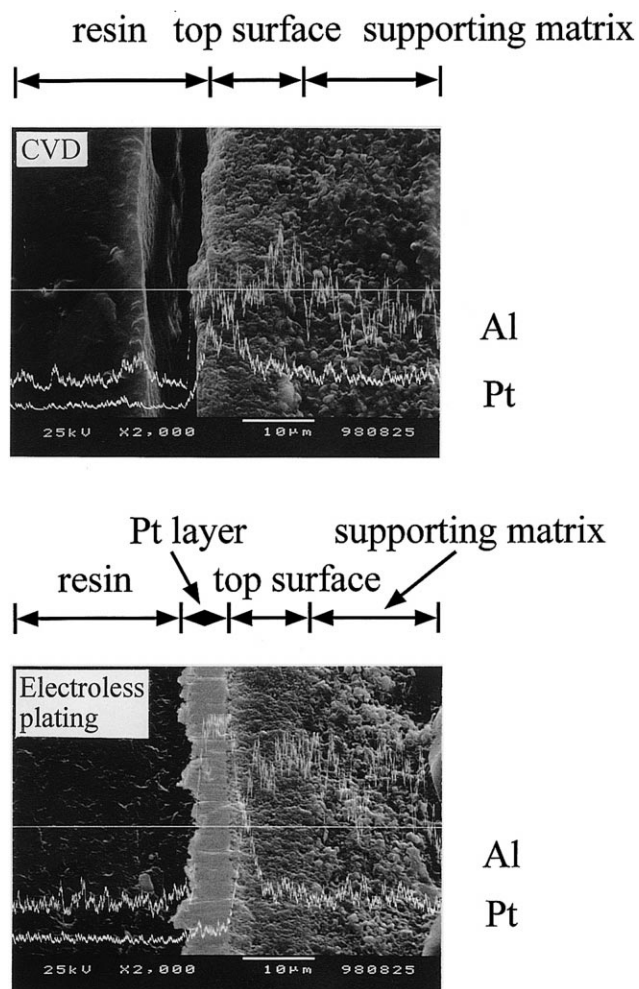 resin top surface supporting matrix
CVD
Al
Pt
25kV X2,000 10µm 980825
Pt layer supporting matrix
resin top surface
Electroless
plating
Al
Pt
25kV X2,000 10µm 980825